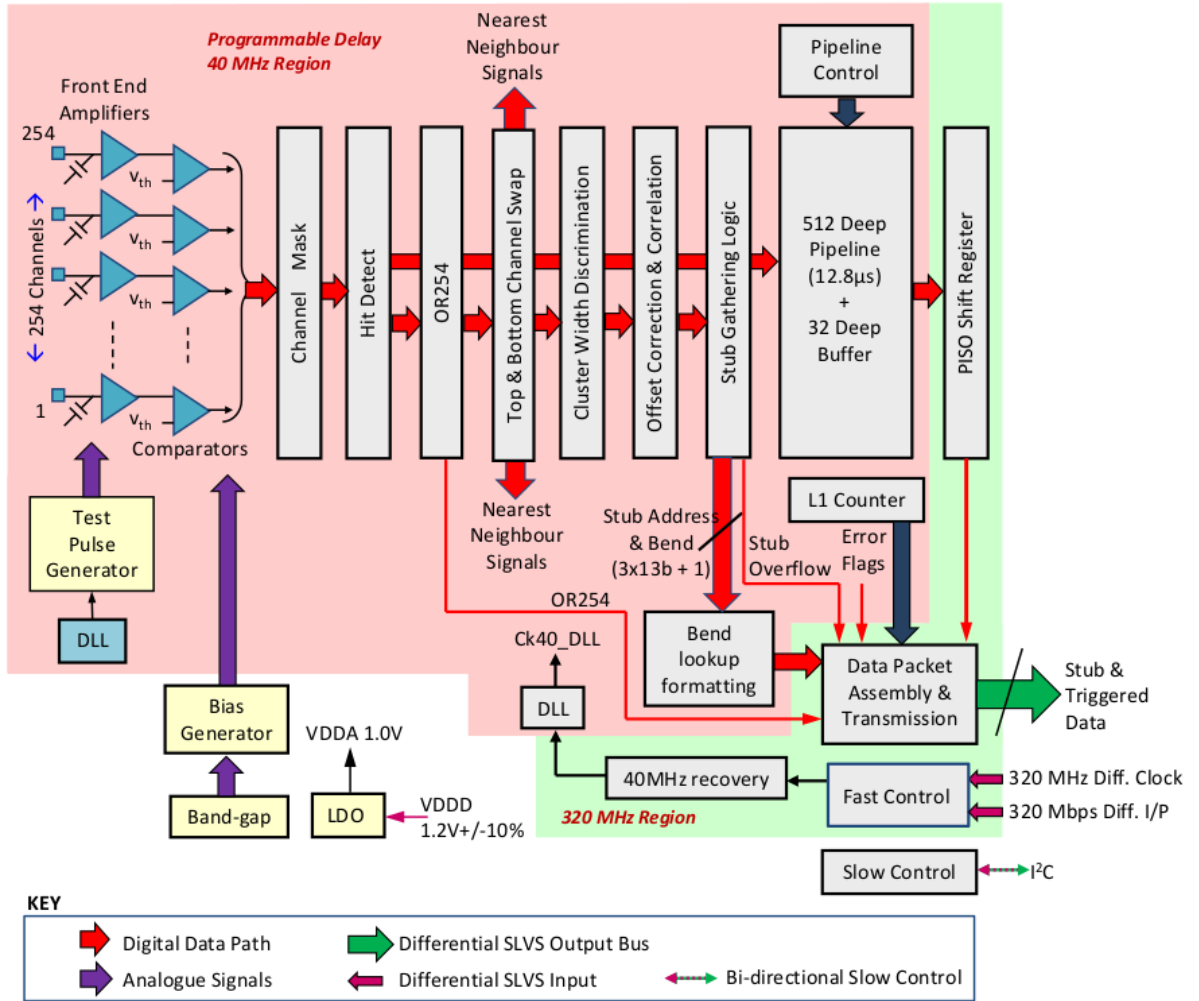 Programmable Delay
40 MHz Region
Nearest
Neighbour
Signals
Pipeline
Control
Front End
Amplifiers
254
Vth
Vth
Vth
Vth
← 254 Channels →
1
Comparators
Channel Mask
Hit Detect
OR254
Top & Bottom Channel Swap
Cluster Width Discrimination
Offset Correction & Correlation
Stub Gathering Logic
512 Deep
Pipeline
(12.8µs)
+
32 Deep
Buffer
PISO Shift Register
Nearest
Neighbour
Signals
Stub Address
& Bend
(3x13b + 1)
Stub
Overflow
L1 Counter
Error
Flags
Test
Pulse
Generator
DLL
OR254
Ck40_DLL
DLL
Bend
lookup
formatting
Data Packet
Assembly &
Transmission
Stub &
Triggered
Data
Bias
Generator
Band-gap
VDDA 1.0V
LDO
VDDD
1.2V+/-10%
40MHz recovery
Fast Control
320 MHz Diff. Clock
320 Mbps Diff. I/P
320 MHz Region
Slow Control
I²C
KEY
Digital Data Path
Differential SLVS Output Bus
Analogue Signals
Differential SLVS Input
Bi-directional Slow Control